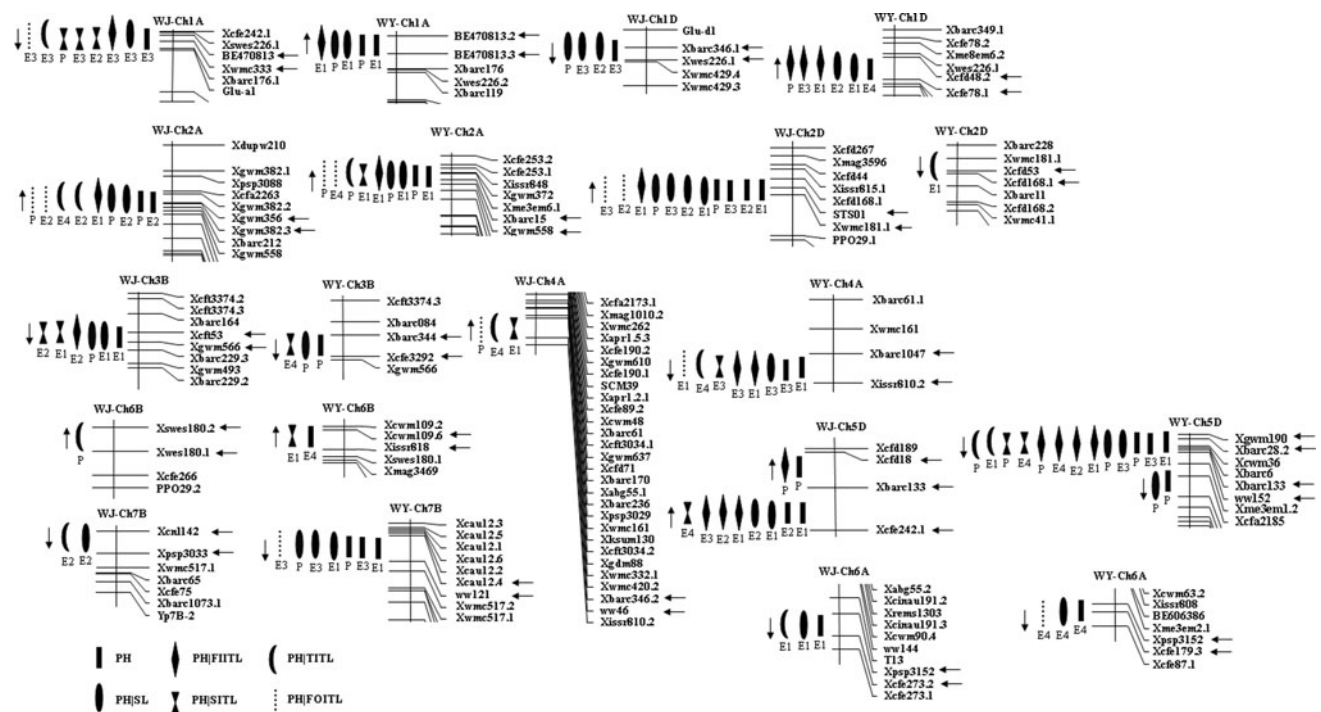 WJ-Ch1A
Xcfe242.1
Xswes226.1
BE470813
Xwmc333
Xbarc176.1
Glu-a1
E3 E3 P E3 E2 E3 E3 E3
WY-Ch1A
BE470813.2
BE470813.3
Xbarc176
Xwes226.2
Xbarc119
E1 P E1 P E1
WJ-Ch1D
Glu-d1
Xbarc346.1
Xwes226.1
Xwmc429.4
Xwmc429.3
P E3 E2 E3
WY-Ch1D
Xbarc349.1
Xcfe78.2
Xme8em6.2
Xwes226.1
Xcfd48.2
Xcfe78.1
P E3 E1 E2 E1 E4
WJ-Ch2A
Xdupw210
Xgwm382.1
Xpsp3088
Xcfa2263
Xgwm382.2
Xgwm356
Xgwm382.3
Xbarc212
Xgwm558
P E2 E4 E2 E1 P E2 P E2
WY-Ch2A
Xcfe253.2
Xcfe253.1
Xissr848
Xgwm372
Xme3em6.1
Xbarc15
Xgwm558
P E4 P E1 E1 P E1 P E1
WJ-Ch2D
Xcfd267
Xmag3596
Xcfd44
Xissr815.1
Xcfd168.1
STS01
Xwmc181.1
PPO29.1
E3 E2 E1 P E3 E2 E1 P E3 E2 E1
WY-Ch2D
Xbarc228
Xwmc181.1
Xcfd53
Xcfd168.1
Xbarc11
Xcfd168.2
Xwmc41.1
E1
WJ-Ch3B
Xcft3374.2
Xcft3374.3
Xbarc164
Xcft53
Xgwm566
Xbarc229.3
Xgwm493
Xbarc229.2
E2 E1 E2 P E1 E1
WY-Ch3B
Xcft3374.3
Xbarc084
Xbarc344
Xcfe3292
Xgwm566
E4 P P
WJ-Ch4A
Xcfa2173.1
Xmag1010.2
Xwmc262
Xapr1.5.3
Xcfe190.2
Xgwm610
Xcfe190.1
SCM39
Xapr1.2.1
Xcfe89.2
Xcwm48
Xbarc61
Xcft3034.1
Xgwm637
Xcfd71
Xbarc170
Xabg55.1
Xbarc236
Xpsp3029
Xwmc161
Xksum130
Xcft3034.2
Xgdm88
Xwmc332.1
Xwmc420.2
Xbarc346.2
ww46
Xissr810.2
P E4 E1
WY-Ch4A
Xbarc61.1
Xwmc161
Xbarc1047
Xissr810.2
E1 E4 E3 E3 E1 E3 E3 E1
WJ-Ch6B
Xswes180.2
Xwes180.1
Xcfe266
PPO29.2
P
WY-Ch6B
Xcwm109.2
Xcwm109.6
Xissr818
Xswes180.1
Xmag3469
E1 E4
WJ-Ch5D
Xcfd189
Xcfd18
Xbarc133
Xcfe242.1
P P
E4 E3 E2 E1 E2 E1 E2 E1
WY-Ch5D
Xgwm190
Xbarc28.2
Xcwm36
Xbarc6
Xbarc133
ww152
Xme3em1.2
Xcfa2185
P E1 P E4 P E4 E2 E1 P E3 P E3 E1
P P
WJ-Ch7B
Xcnl142
Xpsp3033
Xwmc517.1
Xbarc65
Xcfe75
Xbarc1073.1
Yp7B-2
E2 E2
WY-Ch7B
Xcau12.3
Xcau12.5
Xcau12.1
Xcau12.6
Xcau12.2
Xcau12.4
ww121
Xwmc517.2
Xwmc517.1
E3 P E3 E1 P E3 E1
WJ-Ch6A
Xabg55.2
Xcinau191.2
Xrems1303
Xcinau191.3
Xcwm90.4
ww144
T13
Xpsp3152
Xcfe273.2
Xcfe273.1
E1 E1 E1
WY-Ch6A
Xcwm63.2
Xissr808
BE606386
Xme3em2.1
Xpsp3152
Xcfe179.3
Xcfe87.1
E4 E4 E4
PH PH|FIITL PH|TITL
PH|SL PH|SITL PH|FOITL